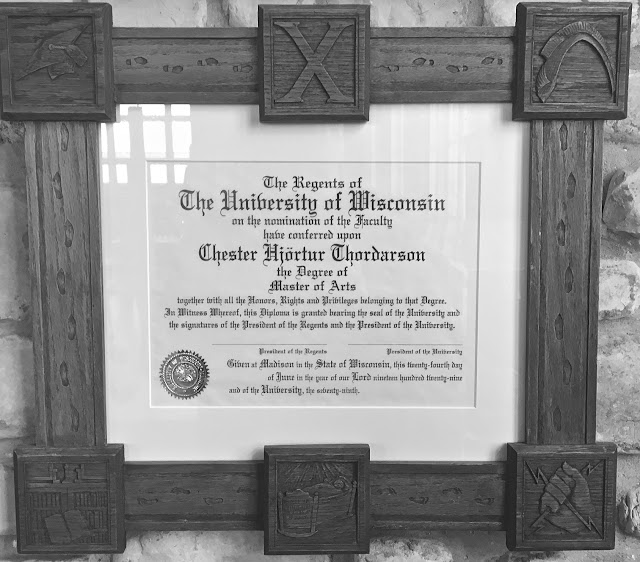 X
The Regents of
The University of Wisconsin
on the nomination of the Faculty
have conferred upon
Chester Hjörtur Thordarson
the Degree of
Master of Arts
together with all the Honors, Rights and Privileges belonging to that Degree.
In Witness Whereof, this Diploma is granted bearing the seal of the University and
the signatures of the President of the Regents and the President of the University.
President of the Regents President of the University
Given at Madison in the State of Wisconsin, this twenty-fourth day
of June in the year of our Lord nineteen hundred twenty-nine
and of the University, the seventy-ninth.